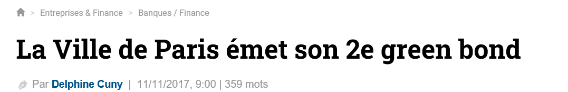 > Entreprises & Finance > Banques / Finance
La Ville de Paris émet son 2e green bond
Par Delphine Cuny | 11/11/2017, 9:00 | 359 mots